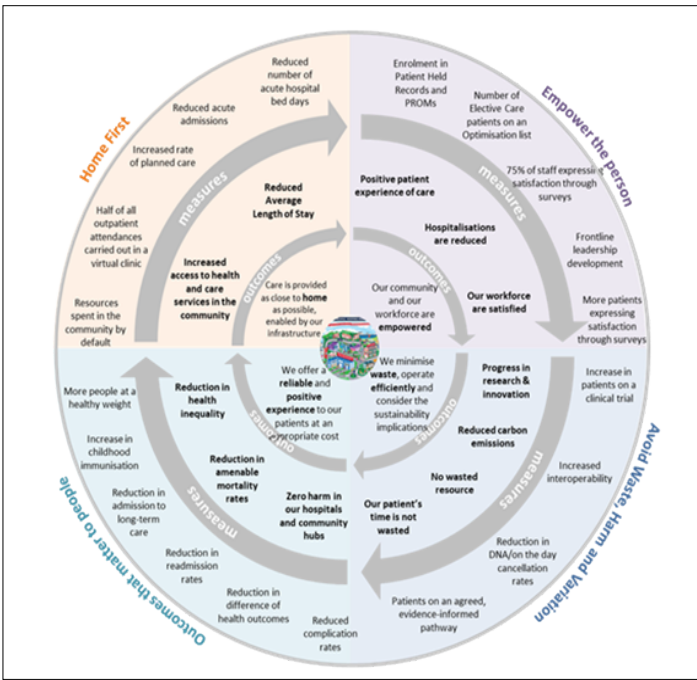 Home First
Reduced
number of
acute hospital
bed days
Reduced acute
admissions
Increased rate
of planned care
Half of all
outpatient
attendances
carried out in a
virtual clinic
Resources
spent in the
community by
default
measures
Reduced
Average
Length of Stay
Increased
access to health
and care
services in the
community
outcomes
Care is provided
as close to home
as possible,
enabled by our
infrastructure
Empower the person
Enrolment in
Patient Held
Records and
PROMs
Number of
Elective Care
patients on an
Optimisation list
75% of staff expressing
satisfaction through
surveys
Frontline
leadership
development
More patients
expressing
satisfaction
through surveys
measures
Positive patient
experience of care
Hospitalisations
are reduced
Our workforce
are satisfied
outcomes
Our community
and our
workforce are
empowered
Avoid Waste, Harm and Variation
We minimise
waste, operate
efficiently and
consider the
sustainability
implications
outcomes
Progress in
research &
innovation
Reduced carbon
emissions
No wasted
resource
Our patient's
time is not
wasted
measures
Increase in
patients on a
clinical trial
Increased
interoperability
Reduction in
DNA/on the day
cancellation
rates
Patients on an agreed,
evidence-informed
pathway
Outcomes that matter to people
We offer a
reliable and
positive
experience to our
patients at an
appropriate cost
outcomes
Reduction in
health
inequality
Reduction in
amenable
mortality
rates
Zero harm in
our hospitals
and community
hubs
measures
More people at a
healthy weight
Increase in
childhood
immunisation
Reduction in
admission to
long-term
care
Reduction in
readmission
rates
Reduction in
difference of
health outcomes
Reduced
complication
rates